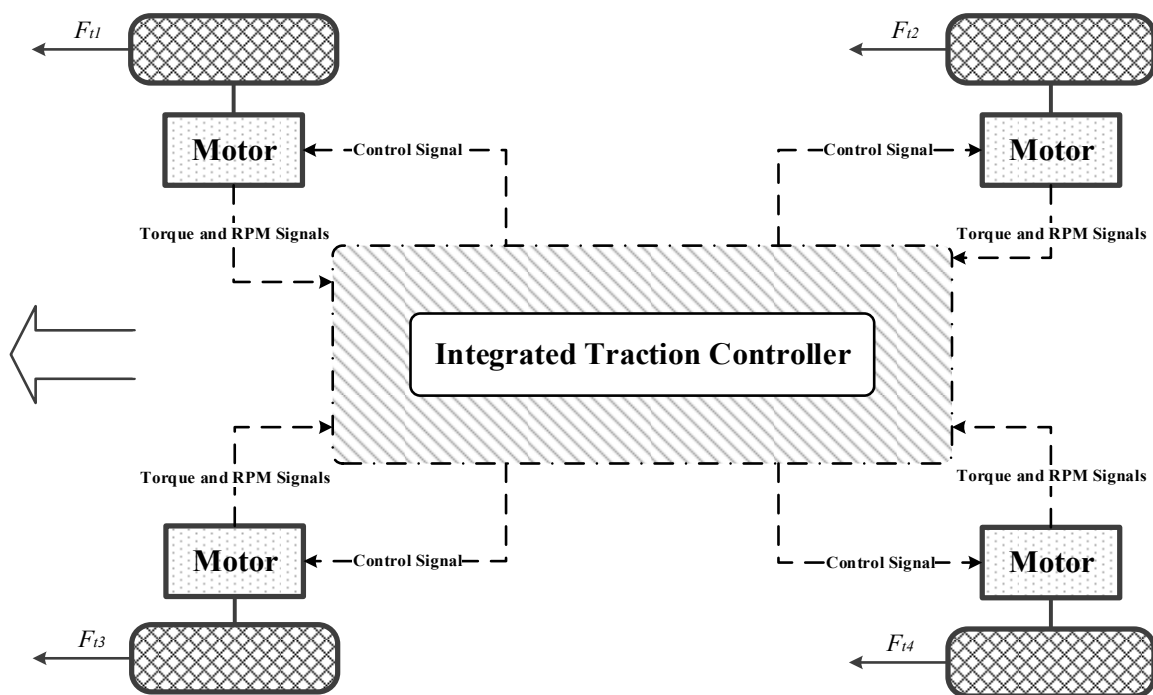 Ft1
Ft2
Motor
Control Signal
Control Signal
Motor
Torque and RPM Signals
Torque and RPM Signals
Integrated Traction Controller
Torque and RPM Signals
Torque and RPM Signals
Motor
Control Signal
Control Signal
Motor
Ft3
Ft4